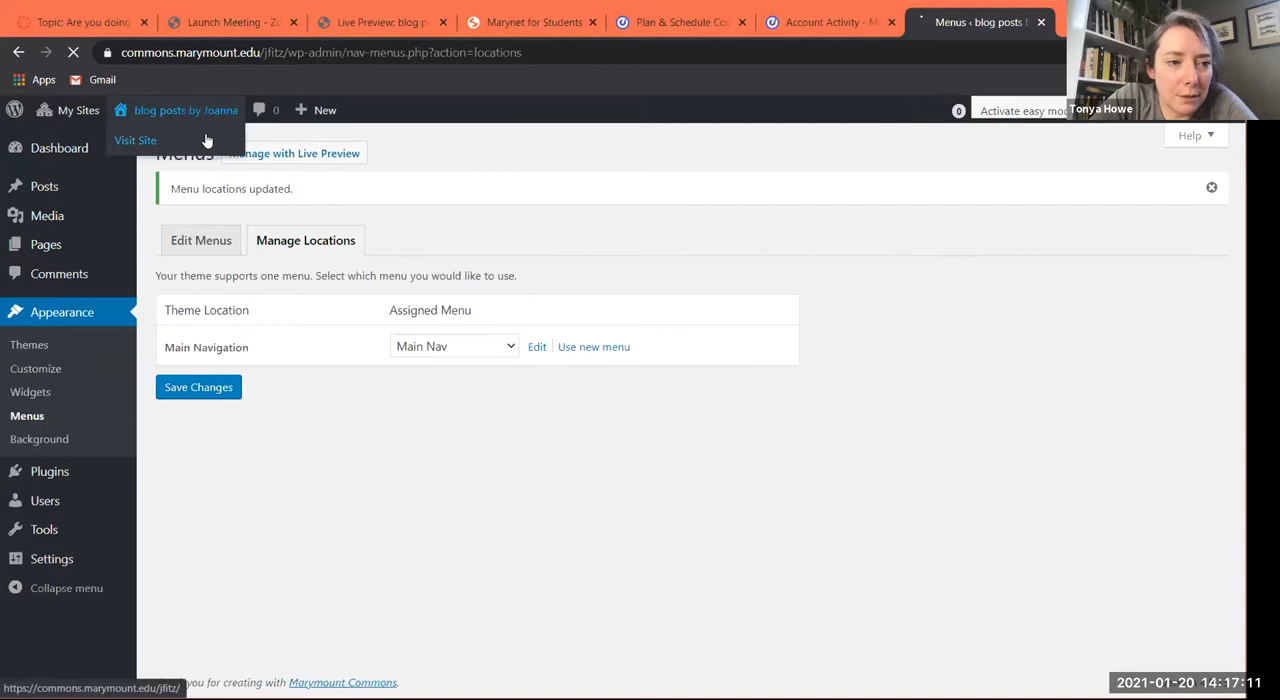 Topic: Are you doing
Launch Meeting - Zo
Live Preview: blog p
Marynet for Students
Plan & Schedule Cou
Account Activity - M
Menus ‹ blog posts b
commons.marymount.edu/jfitz/wp-admin/nav-menus.php?action=locations
Apps
Gmail
Tonya Howe
My Sites
blog posts by Joanna
0
New
0
Activate easy mod
Visit Site
Help
Menus
Manage with Live Preview
Dashboard
Posts
Media
Pages
Comments
Appearance
Themes
Customize
Widgets
Menus
Background
Plugins
Users
Tools
Settings
Collapse menu
Menu locations updated.
Edit Menus
Manage Locations
Your theme supports one menu. Select which menu you would like to use.
Theme Location Assigned Menu
Main Navigation Main Nav Edit | Use new menu
Save Changes
https://commons.marymount.edu/jfitz/
you for creating with Marymount Commons.
2021-01-20 14:17:11